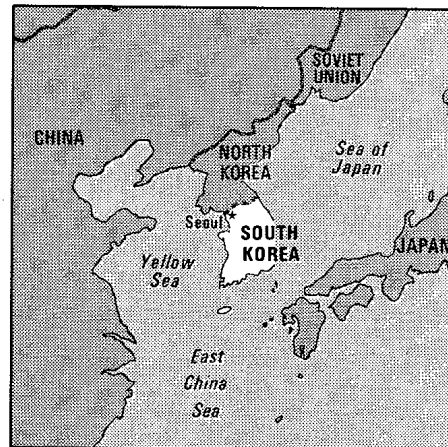 SOVIET
UNION
CHINA
NORTH
KOREA
Sea of
Japan
Seoul
SOUTH
KOREA
JAPAN
Yellow
Sea
East
China
Sea